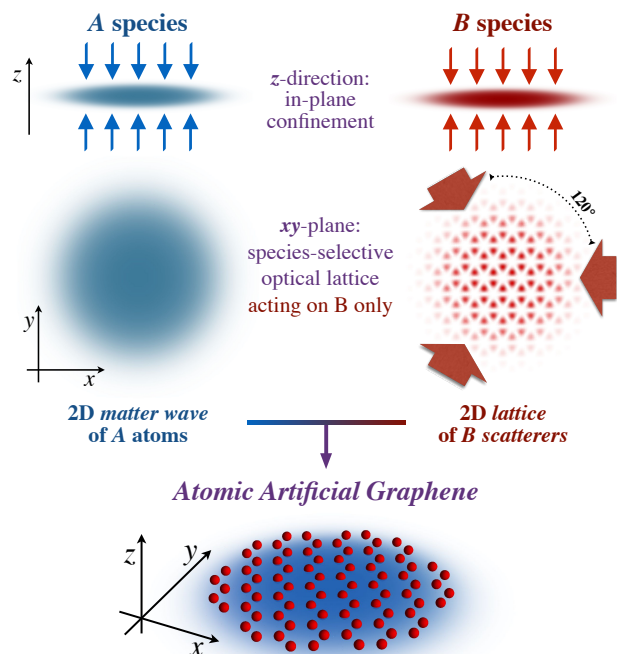 A species
B species
z
z-direction:
in-plane
confinement
120°
xy-plane:
species-selective
optical lattice
acting on B only
y
x
2D matter wave
of A atoms
2D lattice
of B scatterers
Atomic Artificial Graphene
z
y
x